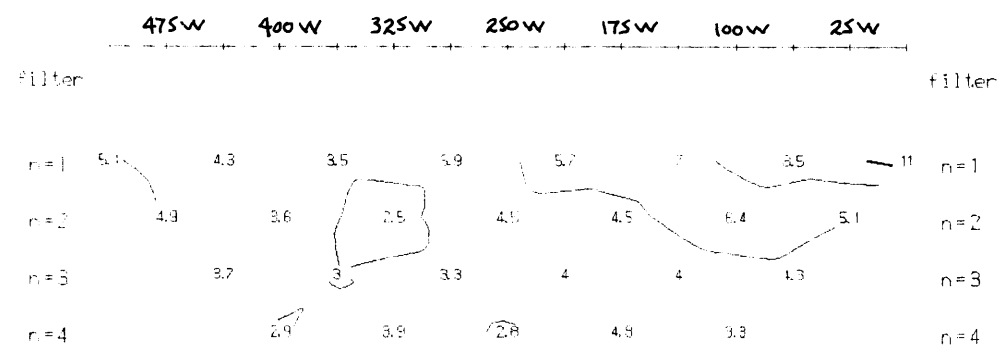 475W 400W 325W 250W 175W 100W 25W
filter filter
n=1 5.1 4.3 3.5 3.9 5.7 7 8.5 11 n=1
n=2 4.9 3.6 2.5 4.5 4.5 6.4 5.1 n=2
n=3 3.7 3 3.3 4 4 4.3 n=3
n=4 2.9 3.9 2.8 4.9 3.3 n=4